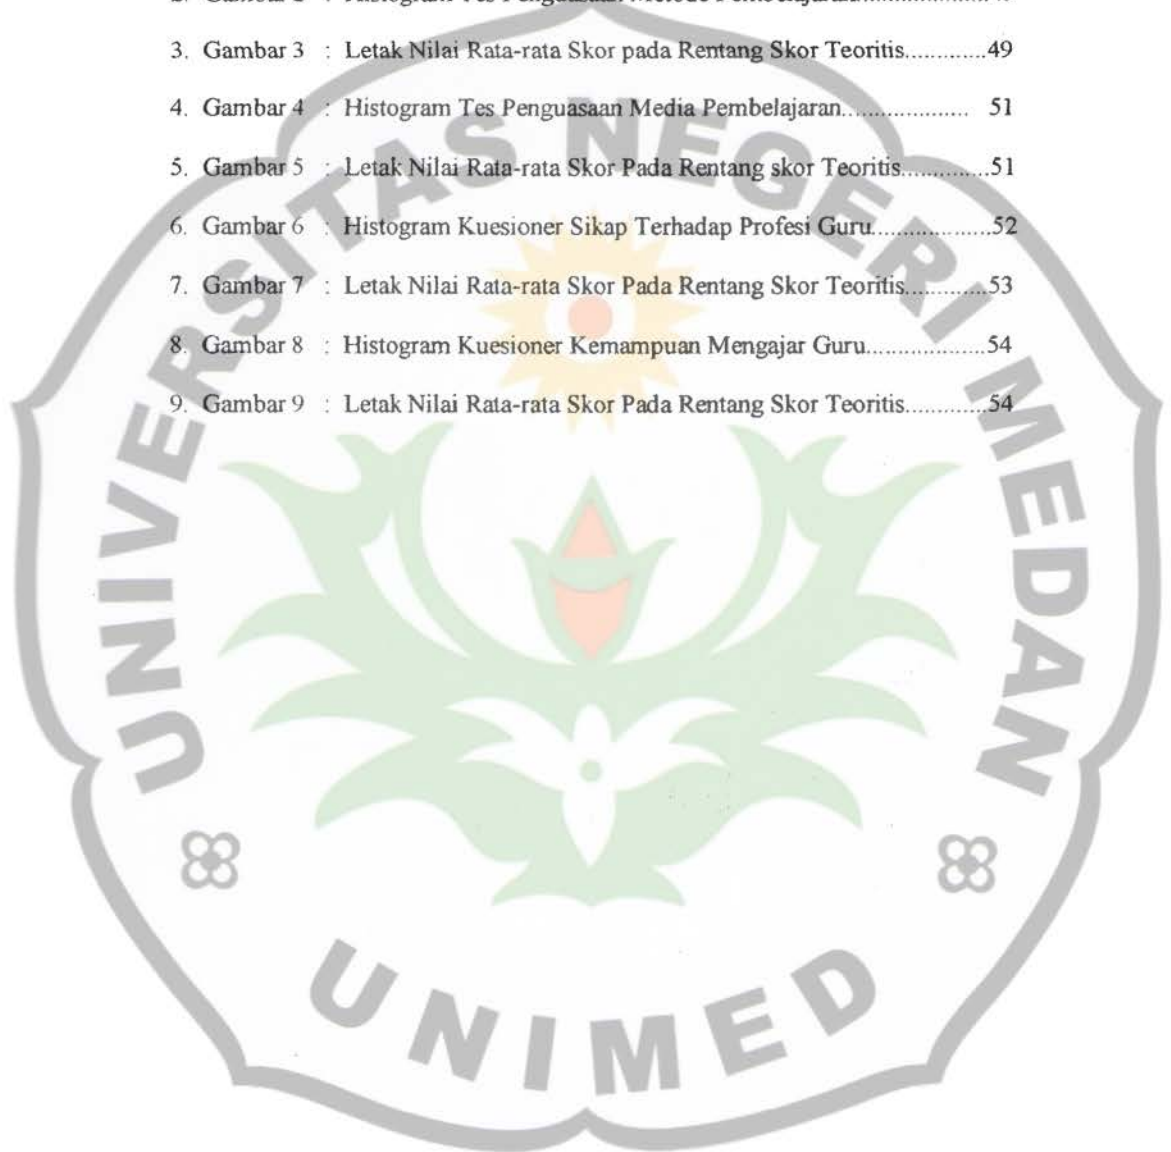 3. Gambar 3 : Letak Nilai Rata-rata Skor pada Rentang Skor Teoritis.............49
4. Gambar 4 : Histogram Tes Penguasaan Media Pembelajaran................... 51
5. Gambar 5 : Letak Nilai Rata-rata Skor Pada Rentang skor Teoritis.............51
6. Gambar 6 : Histogram Kuesioner Sikap Terhadap Profesi Guru..................52
7. Gambar 7 : Letak Nilai Rata-rata Skor Pada Rentang Skor Teoritis.............53
8. Gambar 8 : Histogram Kuesioner Kemampuan Mengajar Guru..................54
9. Gambar 9 : Letak Nilai Rata-rata Skor Pada Rentang Skor Teoritis.............54
UNIVERSITAS NEGERI MEDAN
UNIMED